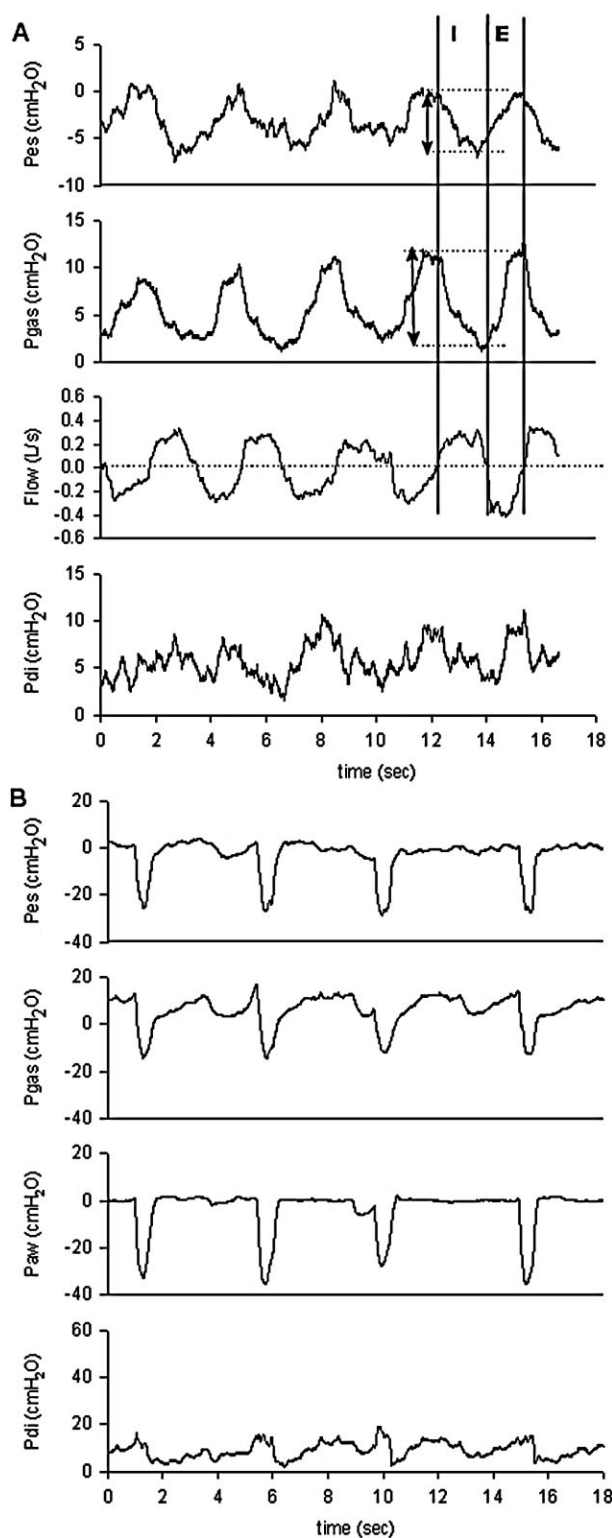 A
I E
Pes (cmH₂O)
5
0
-5
-10
Pgas (cmH₂O)
15
10
5
0
Flow (L/s)
0.6
0.4
0.2
0.0
-0.2
-0.4
-0.6
Pdi (cmH₂O)
15
10
5
0
0 2 4 6 8 10 12 14 16 18
time (sec)
B
Pes (cmH₂O)
20
0
-20
-40
Pgas (cmH₂O)
20
0
-20
-40
Paw (cmH₂O)
20
0
-20
-40
Pdi (cmH₂O)
60
40
20
0
0 2 4 6 8 10 12 14 16 18
time (sec)